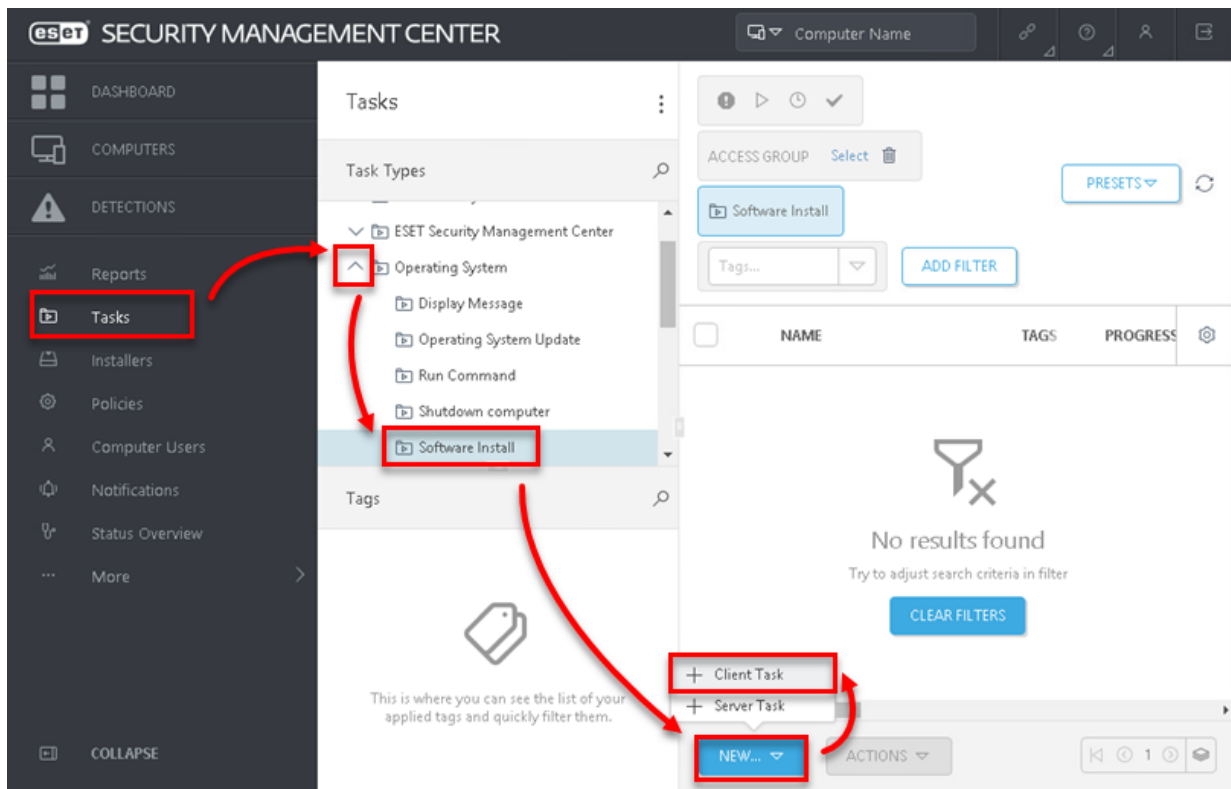 eseT SECURITY MANAGEMENT CENTER
Computer Name
DASHBOARD
COMPUTERS
DETECTIONS
Reports
Tasks
Installers
Policies
Computer Users
Notifications
Status Overview
More
COLLAPSE
Tasks
Task Types
ESET Security Management Center
Operating System
Display Message
Operating System Update
Run Command
Shutdown computer
Software Install
Tags
This is where you can see the list of your
applied tags and quickly filter them.
ACCESS GROUP Select
Software Install
PRESETS
Tags...
ADD FILTER
NAME TAGS PROGRESS
No results found
Try to adjust search criteria in filter
CLEAR FILTERS
Client Task
Server Task
NEW... ACTIONS 1